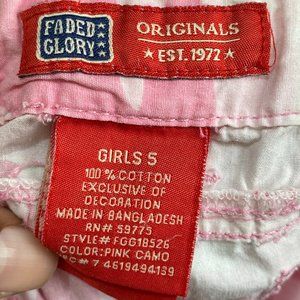 FADED
GLORY
ORIGINALS
★ EST. 1972 ★
GIRLS 5
100% COTTON
EXCLUSIVE OF
DECORATION
MADE IN BANGLADESH
RN# 59775
STYLE# FGG18526
COLOR: PINK CAMO
# 7 4619494139